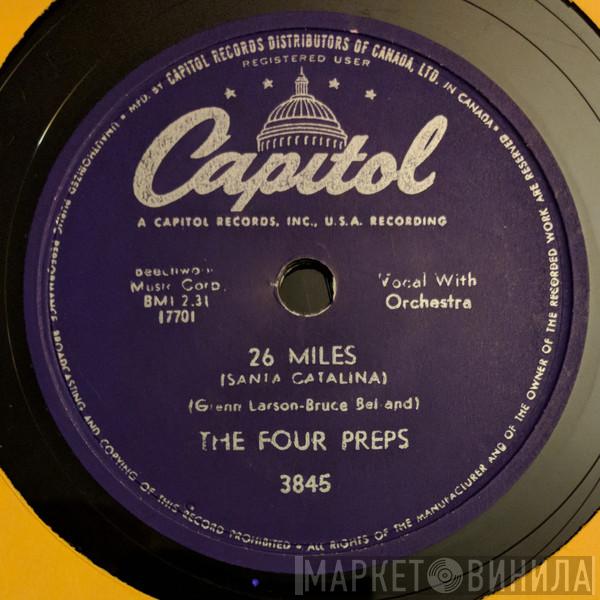 MFD. BY CAPITOL RECORDS DISTRIBUTORS OF CANADA, LTD. IN CANADA
REGISTERED USER
Capitol
A CAPITOL RECORDS, INC., U.S.A. RECORDING
Beechwood
Music Corp.
BMI 2.31
17701
Vocal With
Orchestra
26 MILES
(SANTA CATALINA)
(Glenn Larson-Bruce Belland)
THE FOUR PREPS
3845
UNAUTHORIZED PUBLIC PERFORMANCE BROADCASTING AND COPYING OF THIS RECORD PROHIBITED • ALL RIGHTS OF THE MANUFACTURER AND OF THE OWNER OF THE RECORDED WORK ARE RESERVED
МАРКЕТ ВИНИЛА